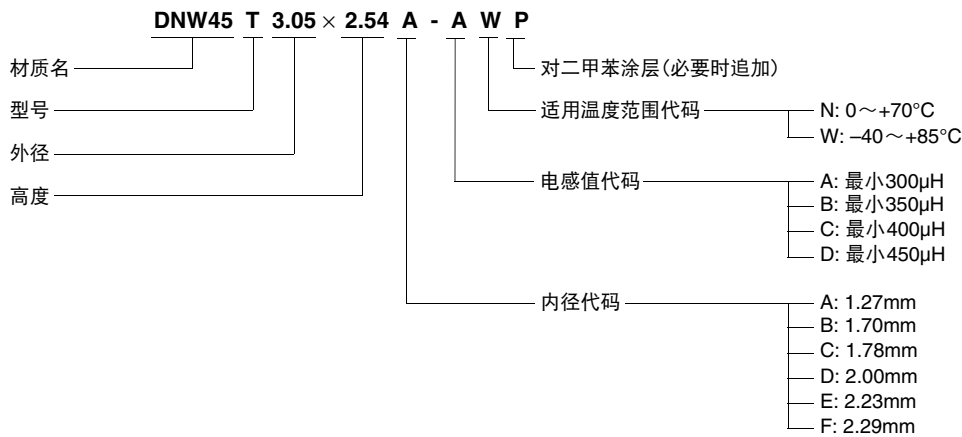 DNW45 T 3.05 × 2.54 A - A W P
材质名
对二甲苯涂层(必要时追加)
型号
适用温度范围代码
N: 0～+70°C
W: –40～+85°C
外径
高度
电感值代码
A: 最小300µH
B: 最小350µH
C: 最小400µH
D: 最小450µH
内径代码
A: 1.27mm
B: 1.70mm
C: 1.78mm
D: 2.00mm
E: 2.23mm
F: 2.29mm